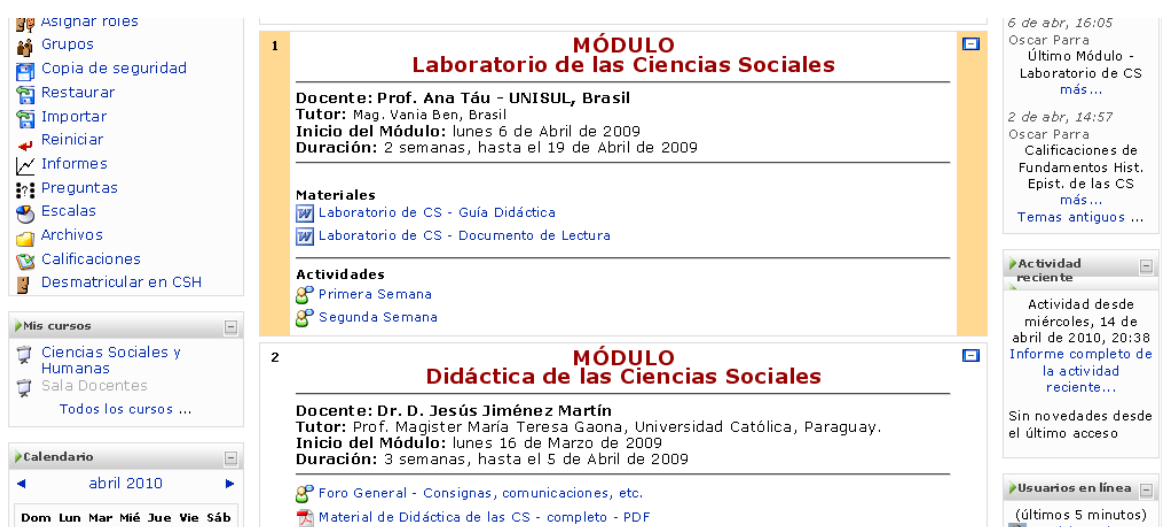 Asignar roles
Grupos
Copia de seguridad
Restaurar
Importar
Reiniciar
Informes
Preguntas
Escalas
Archivos
Calificaciones
Desmatricular en CSH
Mis cursos
Ciencias Sociales y
Humanas
Sala Docentes
Todos los cursos ...
Calendario
abril 2010
Dom Lun Mar Mié Jue Vie Sáb
1
MÓDULO
Laboratorio de las Ciencias Sociales
Docente: Prof. Ana Táu - UNISUL, Brasil
Tutor: Mag. Vania Ben, Brasil
Inicio del Módulo: lunes 6 de Abril de 2009
Duración: 2 semanas, hasta el 19 de Abril de 2009
Materiales
Laboratorio de CS - Guía Didáctica
Laboratorio de CS - Documento de Lectura
Actividades
Primera Semana
Segunda Semana
2
MÓDULO
Didáctica de las Ciencias Sociales
Docente: Dr. D. Jesús Jiménez Martín
Tutor: Prof. Magister María Teresa Gaona, Universidad Católica, Paraguay.
Inicio del Módulo: lunes 16 de Marzo de 2009
Duración: 3 semanas, hasta el 5 de Abril de 2009
Foro General - Consignas, comunicaciones, etc.
Material de Didáctica de las CS - completo - PDF
6 de abr, 16:05
Oscar Parra
Último Módulo -
Laboratorio de CS
más...
2 de abr, 14:57
Oscar Parra
Calificaciones de
Fundamentos Hist.
Epist. de las CS
más...
Temas antiguos ...
Actividad
reciente
Actividad desde
miércoles, 14 de
abril de 2010, 20:38
Informe completo de
la actividad
reciente...
Sin novedades desde
el último acceso
Usuarios en línea
(últimos 5 minutos)